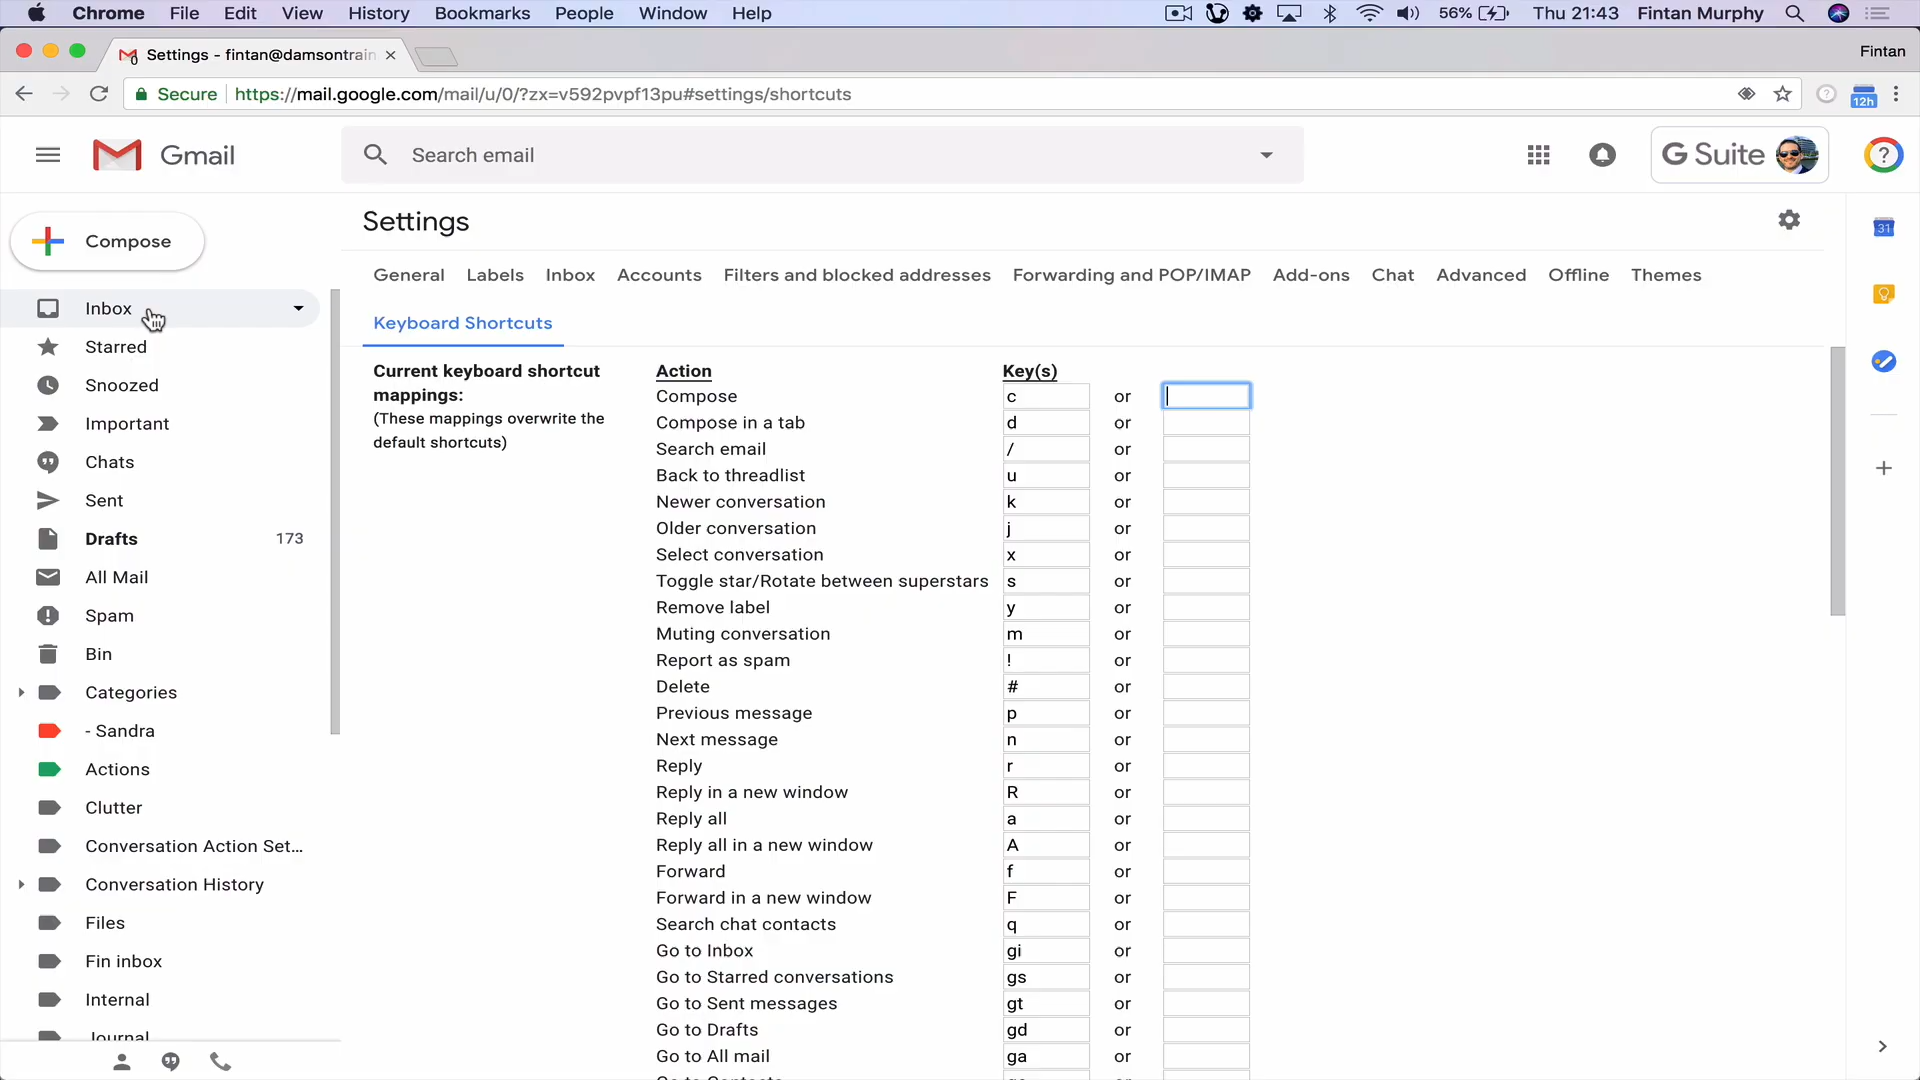 Chrome File Edit View History Bookmarks People Window Help 56% Thu 21:43 Fintan Murphy
Settings - fintan@damsontrain Fintan
Secure https://mail.google.com/mail/u/0/?zx=v592pvpf13pu#settings/shortcuts 12h
Gmail Search email G Suite ?
Compose
Inbox
Starred
Snoozed
Important
Chats
Sent
Drafts 173
All Mail
Spam
Bin
Categories
- Sandra
Actions
Clutter
Conversation Action Set...
Conversation History
Files
Fin inbox
Internal
Journal
Settings
General Labels Inbox Accounts Filters and blocked addresses Forwarding and POP/IMAP Add-ons Chat Advanced Offline Themes
Keyboard Shortcuts
Current keyboard shortcut
mappings:
(These mappings overwrite the
default shortcuts)
Action Key(s)
Compose c or
Compose in a tab d or
Search email / or
Back to threadlist u or
Newer conversation k or
Older conversation j or
Select conversation x or
Toggle star/Rotate between superstars s or
Remove label y or
Muting conversation m or
Report as spam ! or
Delete # or
Previous message p or
Next message n or
Reply r or
Reply in a new window R or
Reply all a or
Reply all in a new window A or
Forward f or
Forward in a new window F or
Search chat contacts q or
Go to Inbox gi or
Go to Starred conversations gs or
Go to Sent messages gt or
Go to Drafts gd or
Go to All mail ga or
31